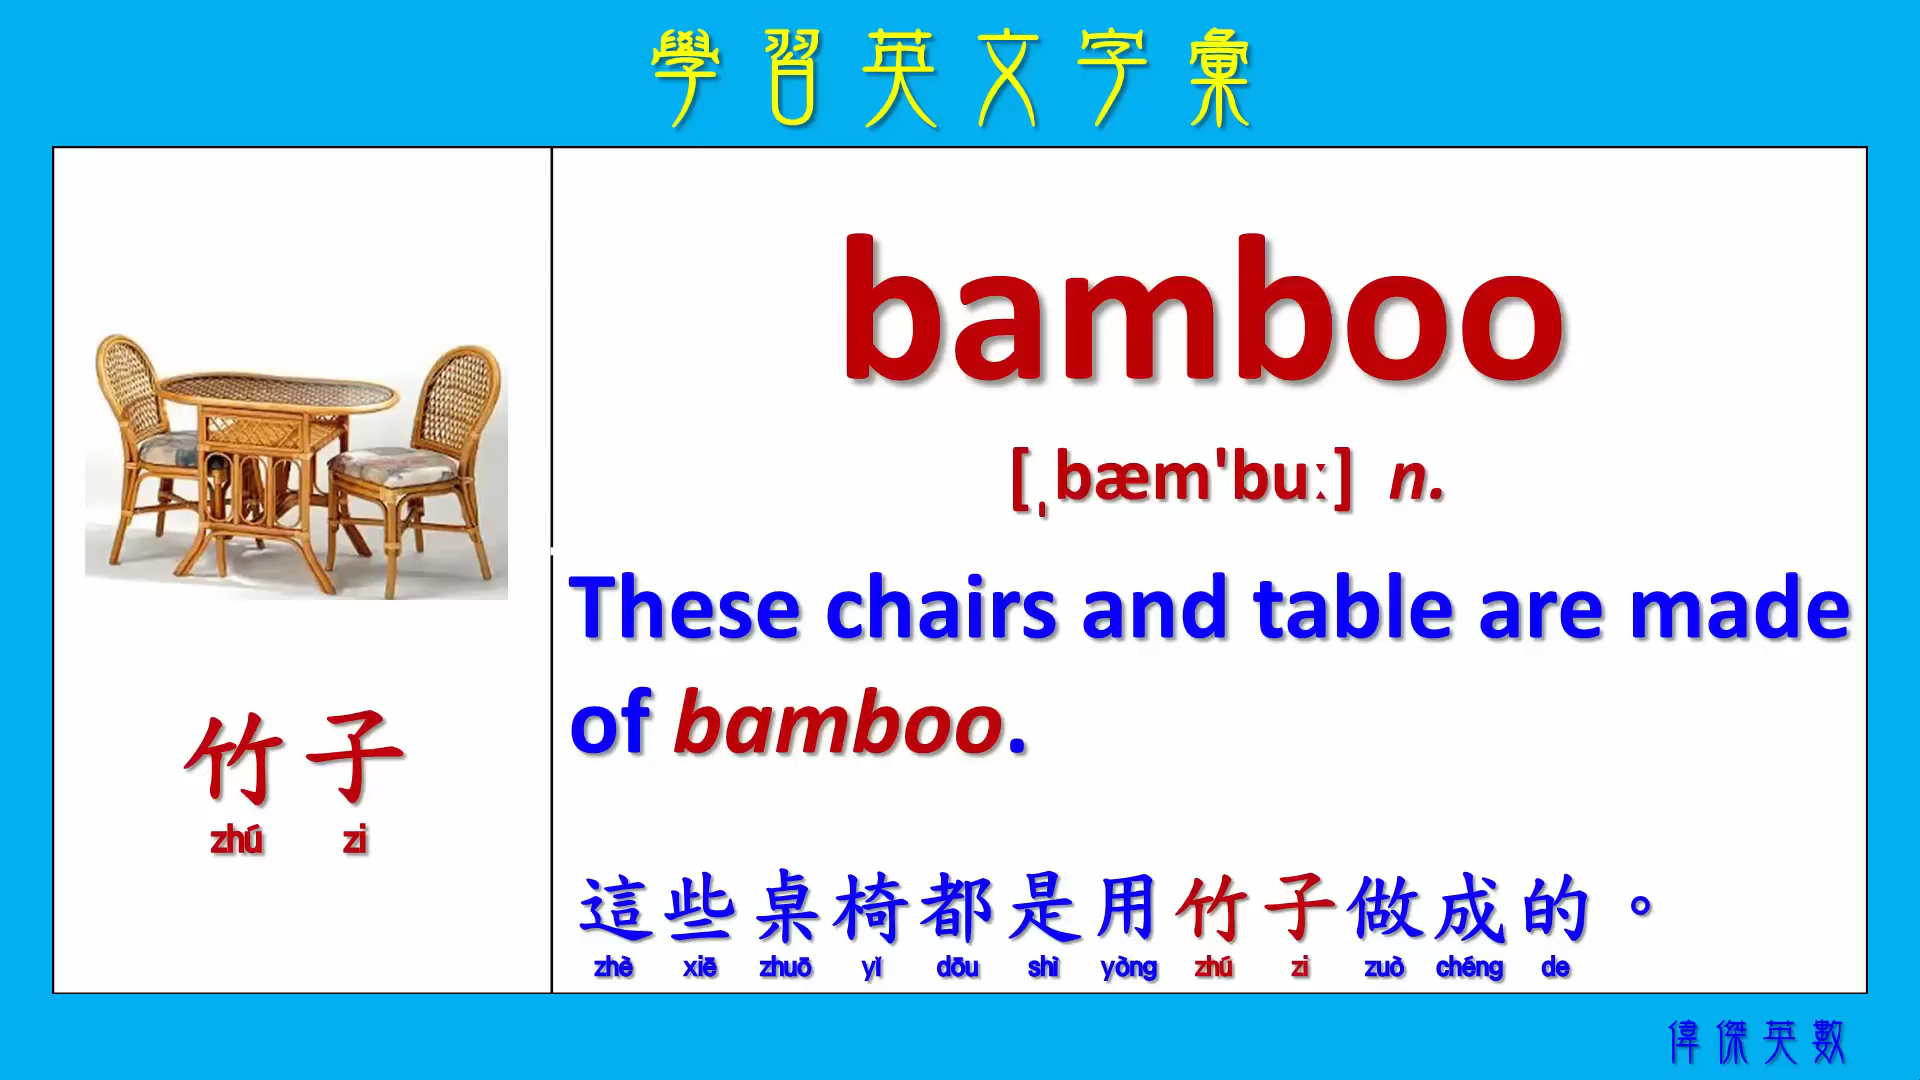 學習英文字彙
竹子
zhú zi
bamboo
[ˌbæm'buː] n.
These chairs and table are made
of bamboo.
這些桌椅都是用竹子做成的。
zhè xiē zhuō yǐ dōu shì yòng zhú zi zuò chéng de
偉傑英數